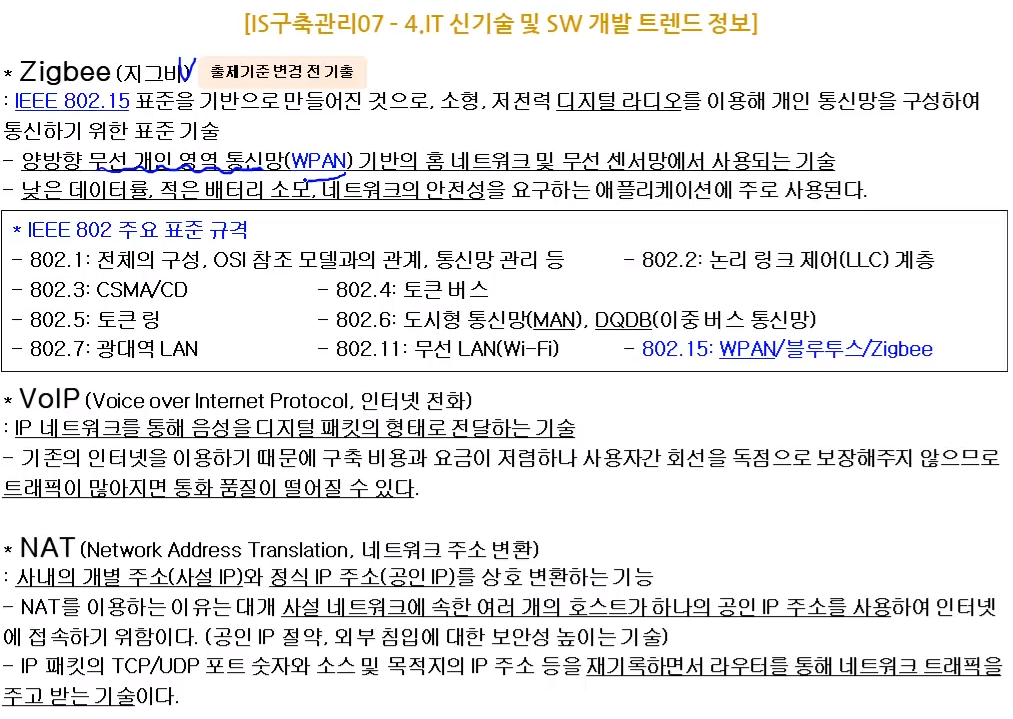 [IS구축관리07 - 4.IT 신기술 및 SW 개발 트렌드 정보]
* Zigbee (지그비) 출제기준 변경 전 기출
: IEEE 802.15 표준을 기반으로 만들어진 것으로, 소형, 저전력 디지털 라디오를 이용해 개인 통신망을 구성하여
통신하기 위한 표준 기술
- 양방향 무선 개인 영역 통신망(WPAN) 기반의 홈 네트워크 및 무선 센서망에서 사용되는 기술
- 낮은 데이터률, 적은 배터리 소모, 네트워크의 안전성을 요구하는 애플리케이션에 주로 사용된다.
* IEEE 802 주요 표준 규격
- 802.1: 전체의 구성, OSI 참조 모델과의 관계, 통신망 관리 등 - 802.2: 논리 링크 제어(LLC) 계층
- 802.3: CSMA/CD - 802.4: 토큰 버스
- 802.5: 토큰 링 - 802.6: 도시형 통신망(MAN), DQDB(이중 버스 통신망)
- 802.7: 광대역 LAN - 802.11: 무선 LAN(Wi-Fi) - 802.15: WPAN/블루투스/Zigbee
* VoIP (Voice over Internet Protocol, 인터넷 전화)
: IP 네트워크를 통해 음성을 디지털 패킷의 형태로 전달하는 기술
- 기존의 인터넷을 이용하기 때문에 구축 비용과 요금이 저렴하나 사용자간 회선을 독점으로 보장해주지 않으므로
트래픽이 많아지면 통화 품질이 떨어질 수 있다.
* NAT (Network Address Translation, 네트워크 주소 변환)
: 사내의 개별 주소(사설 IP)와 정식 IP 주소(공인 IP)를 상호 변환하는 기능
- NAT를 이용하는 이유는 대개 사설 네트워크에 속한 여러 개의 호스트가 하나의 공인 IP 주소를 사용하여 인터넷
에 접속하기 위함이다. (공인 IP 절약, 외부 침입에 대한 보안성 높이는 기술)
- IP 패킷의 TCP/UDP 포트 숫자와 소스 및 목적지의 IP 주소 등을 재기록하면서 라우터를 통해 네트워크 트래픽을
주고 받는 기술이다.